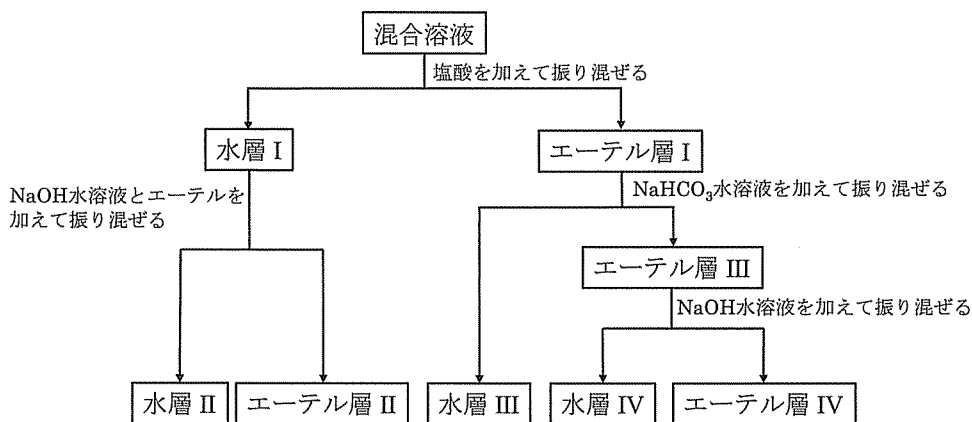 混合溶液
塩酸を加えて振り混ぜる
水層 I
エーテル層 I
NaOH水溶液とエーテルを
加えて振り混ぜる
NaHCO₃水溶液を加えて振り混ぜる
エーテル層 III
NaOH水溶液を加えて振り混ぜる
水層 II
エーテル層 II
水層 III
水層 IV
エーテル層 IV